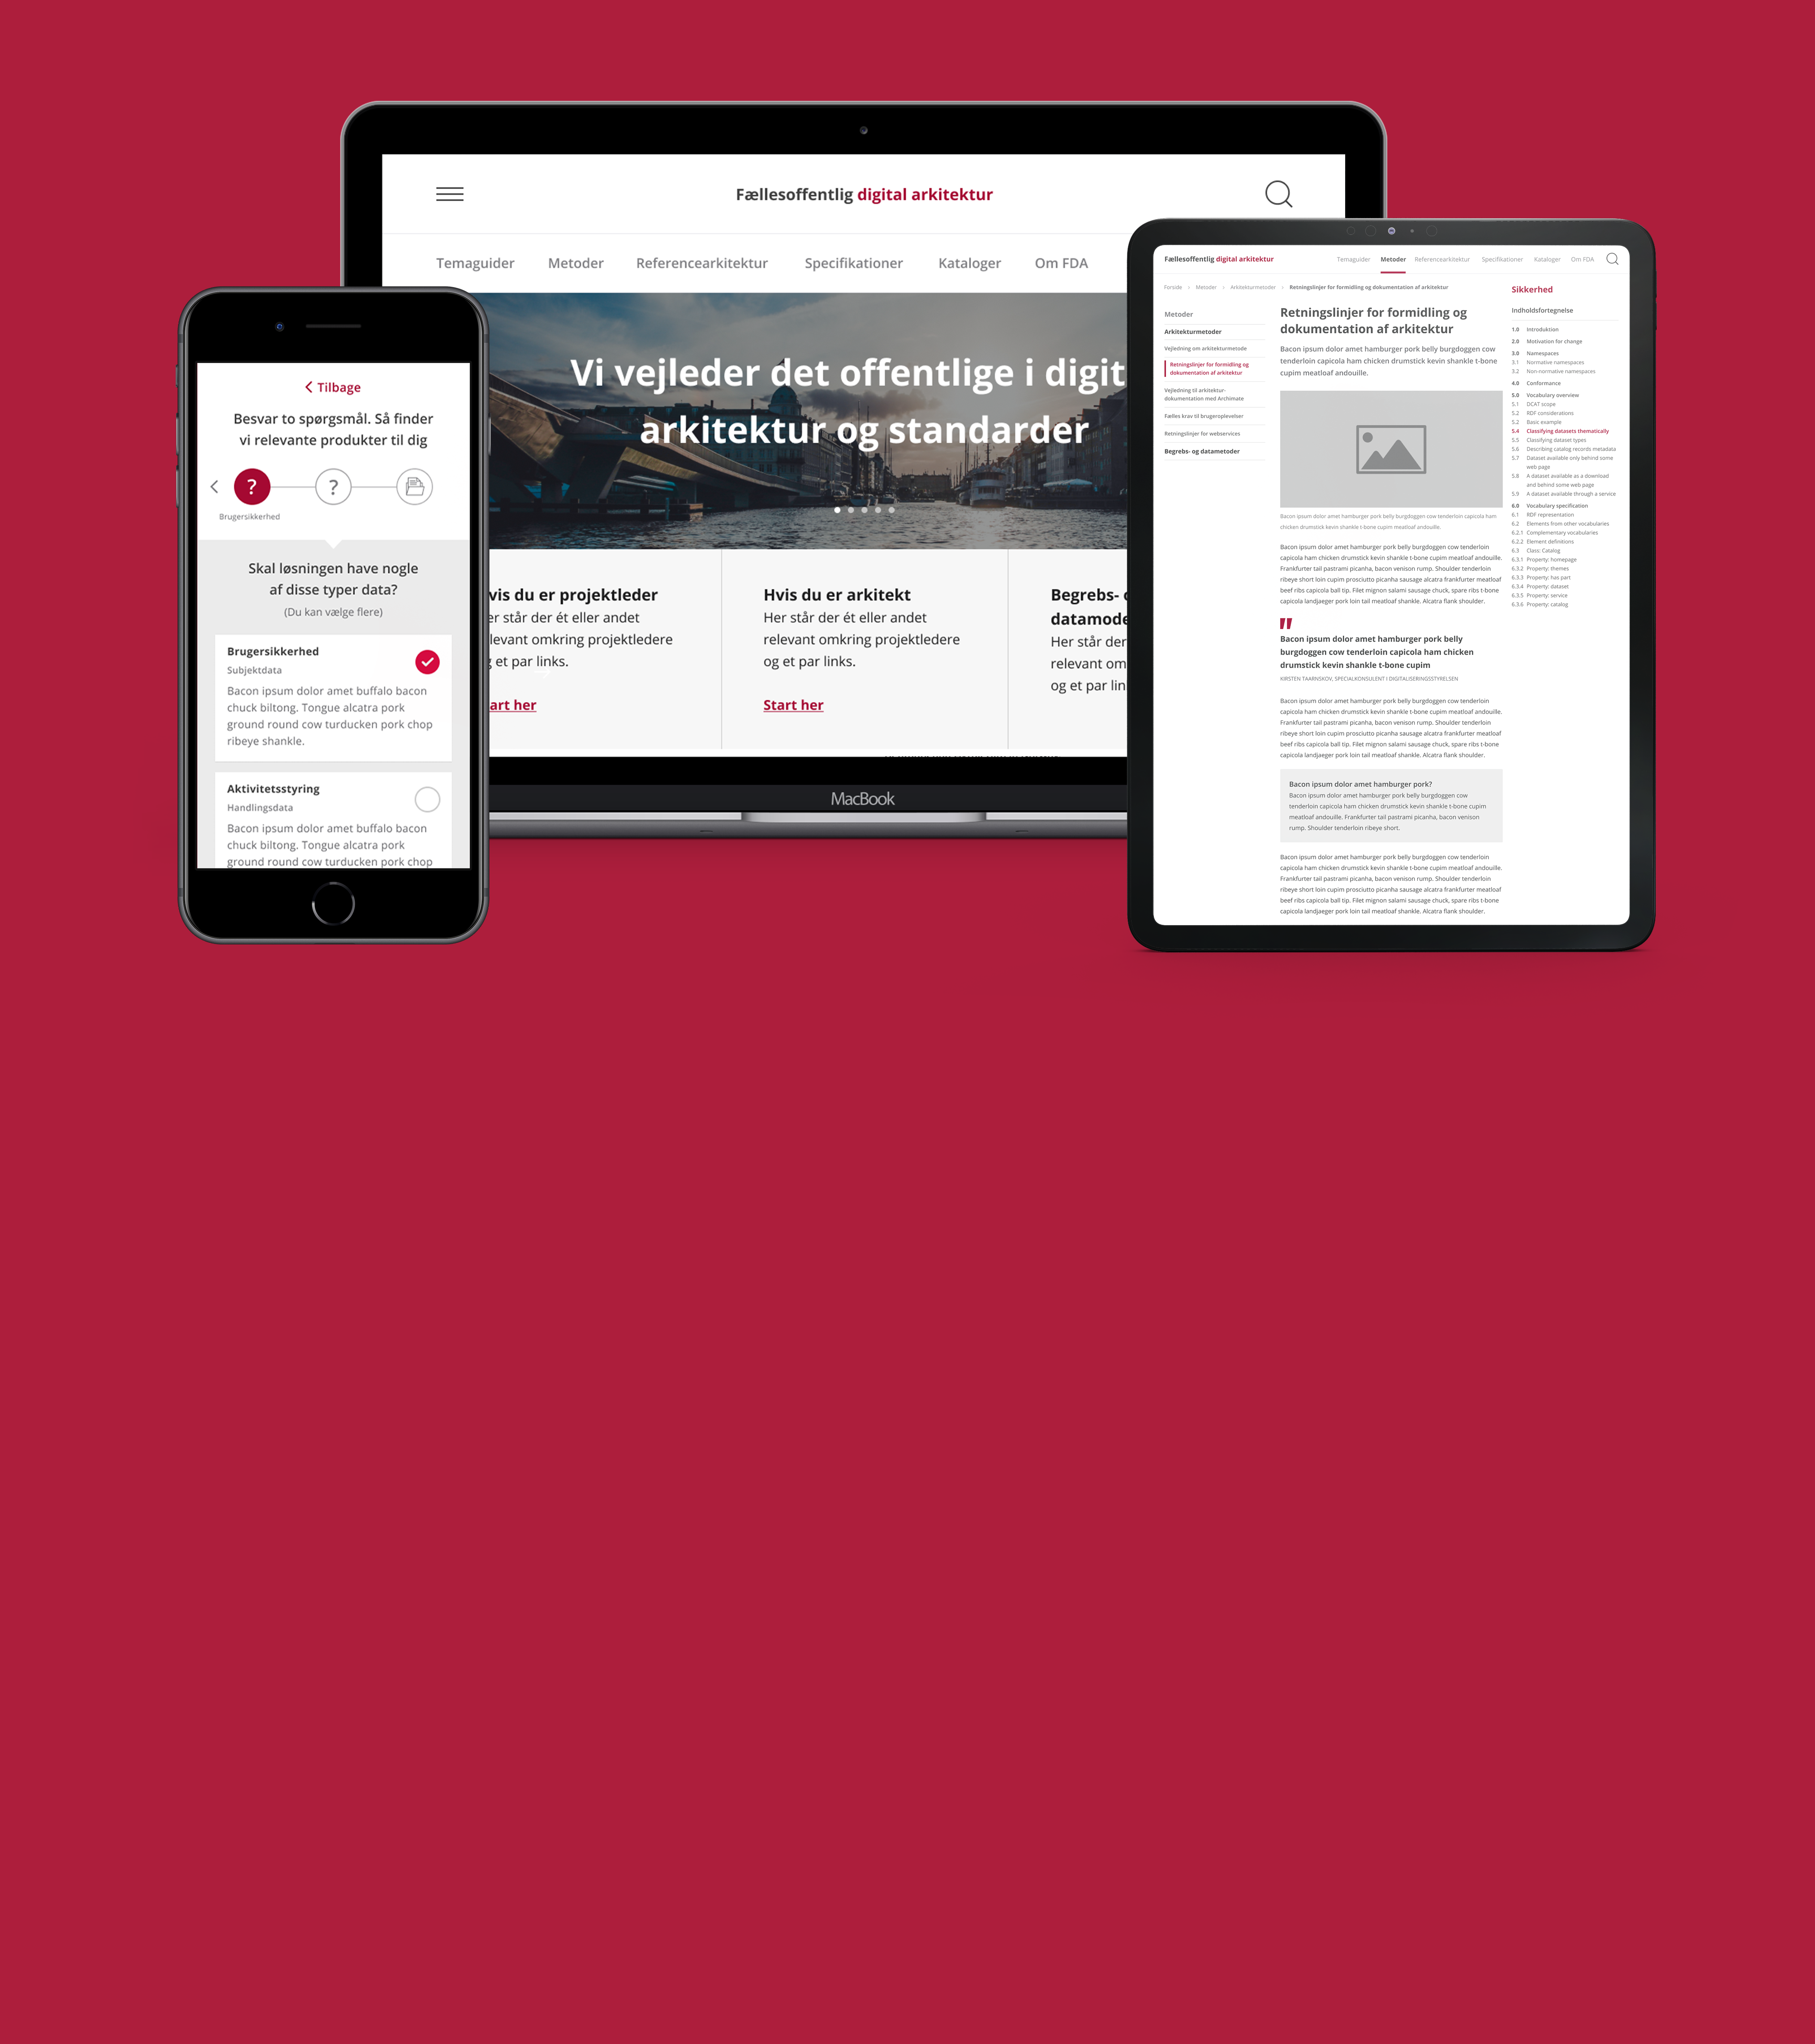 Fællesoffentlig digital arkitektur
Temaguider Metoder Referencearkitektur Specifikationer Kataloger Om FDA
Vi vejleder det offentlige i digit
arkitektur og standarder
vis du er projektleder
er står der ét eller andet
levant omkring projektledere
g et par links.
art her
Hvis du er arkitekt
Her står der ét eller andet
relevant omkring projektledere
og et par links.
Start her
Begrebs-
datamode
Her står der
relevant om
og et par lin
MacBook
Tilbage
Besvar to spørgsmål. Så finder
vi relevante produkter til dig
? ?
Brugersikkerhed
Skal løsningen have nogle
af disse typer data?
(Du kan vælge flere)
Brugersikkerhed
Subjektdata
Bacon ipsum dolor amet buffalo bacon
chuck biltong. Tongue alcatra pork
ground round cow turducken pork chop
ribeye shankle.
Aktivitetsstyring
Handlingsdata
Bacon ipsum dolor amet buffalo bacon
chuck biltong. Tongue alcatra pork
ground round cow turducken pork chop
Fællesoffentlig digital arkitektur
Temaguider Metoder Referencearkitektur Specifikationer Kataloger Om FDA
Forside > Metoder > Arkitekturmetoder > Retningslinjer for formidling og dokumentation af arkitektur
Metoder
Arkitekturmetoder
Vejledning om arkitekturmetode
Retningslinjer for formidling og
dokumentation af arkitektur
Vejledning til arkitektur-
dokumentation med Archimate
Fælles krav til brugeroplevelser
Retningslinjer for webservices
Begrebs- og datametoder
Retningslinjer for formidling og
dokumentation af arkitektur
Bacon ipsum dolor amet hamburger pork belly burgdoggen cow
tenderloin capicola ham chicken drumstick kevin shankle t-bone
cupim meatloaf andouille.
Bacon ipsum dolor amet hamburger pork belly burgdoggen cow tenderloin capicola ham
chicken drumstick kevin shankle t-bone cupim meatloaf andouille.
Bacon ipsum dolor amet hamburger pork belly burgdoggen cow tenderloin
capicola ham chicken drumstick kevin shankle t-bone cupim meatloaf andouille.
Frankfurter tail pastrami picanha, bacon venison rump. Shoulder tenderloin
ribeye short loin cupim prosciutto picanha sausage alcatra frankfurter meatloaf
beef ribs capicola ball tip. Filet mignon salami sausage chuck, spare ribs t-bone
capicola landjaeger pork loin tail meatloaf shankle. Alcatra flank shoulder.
"
Bacon ipsum dolor amet hamburger pork belly
burgdoggen cow tenderloin capicola ham chicken
drumstick kevin shankle t-bone cupim
KIRSTEN TAARNSKOV, SPECIALKONSULENT I DIGITALISERINGSSTYRELSEN
Bacon ipsum dolor amet hamburger pork belly burgdoggen cow tenderloin
capicola ham chicken drumstick kevin shankle t-bone cupim meatloaf andouille.
Frankfurter tail pastrami picanha, bacon venison rump. Shoulder tenderloin
ribeye short loin cupim prosciutto picanha sausage alcatra frankfurter meatloaf
beef ribs capicola ball tip. Filet mignon salami sausage chuck, spare ribs t-bone
capicola landjaeger pork loin tail meatloaf shankle. Alcatra flank shoulder.
Bacon ipsum dolor amet hamburger pork?
Bacon ipsum dolor amet hamburger pork belly burgdoggen cow
tenderloin capicola ham chicken drumstick kevin shankle t-bone cupim
meatloaf andouille. Frankfurter tail pastrami picanha, bacon venison
rump. Shoulder tenderloin ribeye short.
Bacon ipsum dolor amet hamburger pork belly burgdoggen cow tenderloin
capicola ham chicken drumstick kevin shankle t-bone cupim meatloaf andouille.
Frankfurter tail pastrami picanha, bacon venison rump. Shoulder tenderloin
ribeye short loin cupim prosciutto picanha sausage alcatra frankfurter meatloaf
beef ribs capicola ball tip. Filet mignon salami sausage chuck, spare ribs t-bone
capicola landjaeger pork loin tail meatloaf shankle. Alcatra flank shoulder.
Sikkerhed
Indholdsfortegnelse
1.0 Introduktion
2.0 Motivation for change
3.0 Namespaces
3.1 Normative namespaces
3.2 Non-normative namespaces
4.0 Conformance
5.0 Vocabulary overview
5.1 DCAT scope
5.2 RDF considerations
5.2 Basic example
5.4 Classifying datasets thematically
5.5 Classifying dataset types
5.6 Describing catalog records metadata
5.7 Dataset available only behind some
web page
5.8 A dataset available as a download
and behind some web page
5.9 A dataset available through a service
6.0 Vocabulary specification
6.1 RDF representation
6.2 Elements from other vocabularies
6.2.1 Complementary vocabularies
6.2.2 Element definitions
6.3 Class: Catalog
6.3.1 Property: homepage
6.3.2 Property: themes
6.3.3 Property: has part
6.3.4 Property: dataset
6.3.5 Property: service
6.3.6 Property: catalog